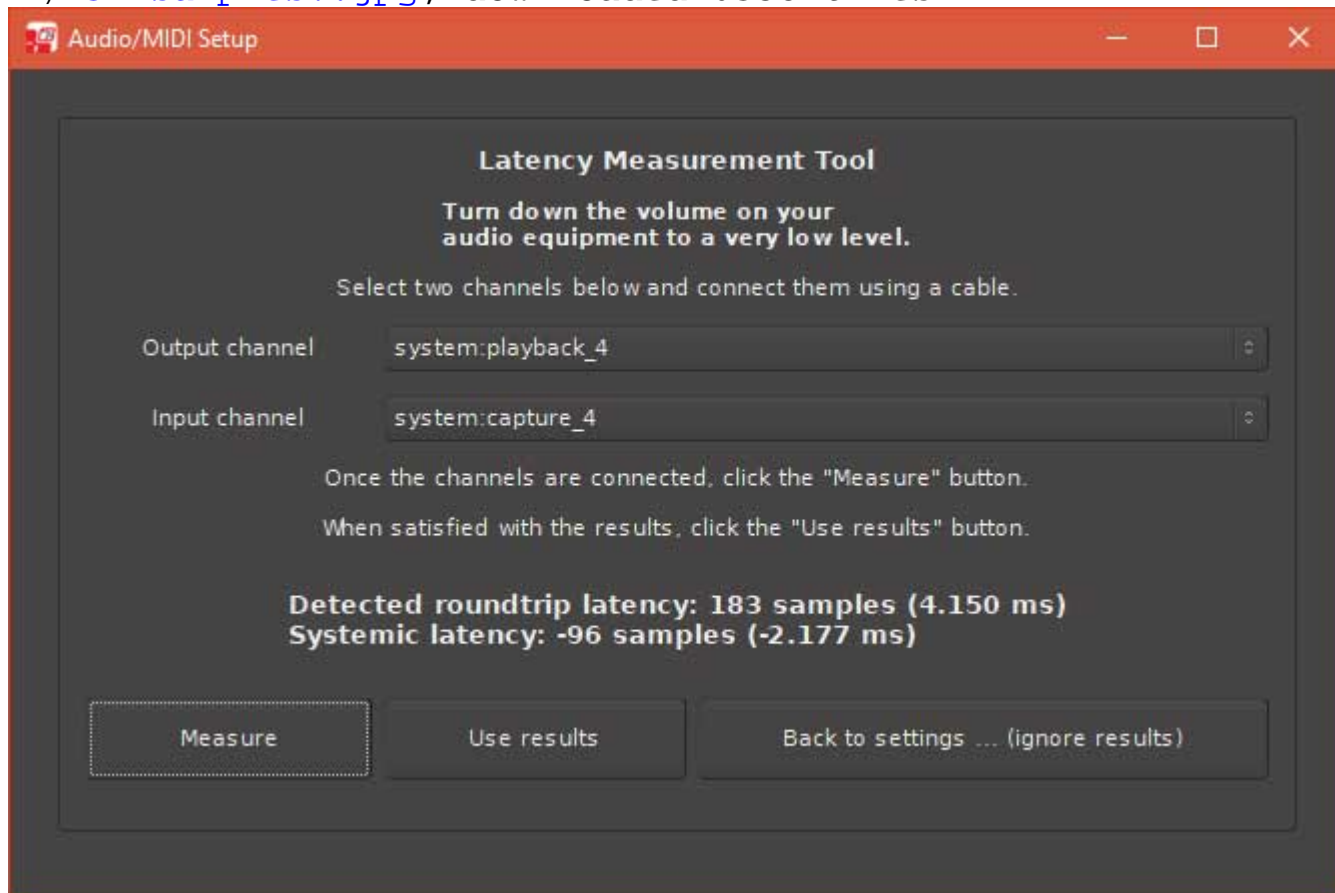 Audio/MIDI Setup
Latency Measurement Tool
Turn down the volume on your
audio equipment to a very low level.
Select two channels below and connect them using a cable.
Output channel system:playback_4
Input channel system:capture_4
Once the channels are connected, click the "Measure" button.
When satisfied with the results, click the "Use results" button.
Detected roundtrip latency: 183 samples (4.150 ms)
Systemic latency: -96 samples (-2.177 ms)
Measure Use results Back to settings ... (ignore results)